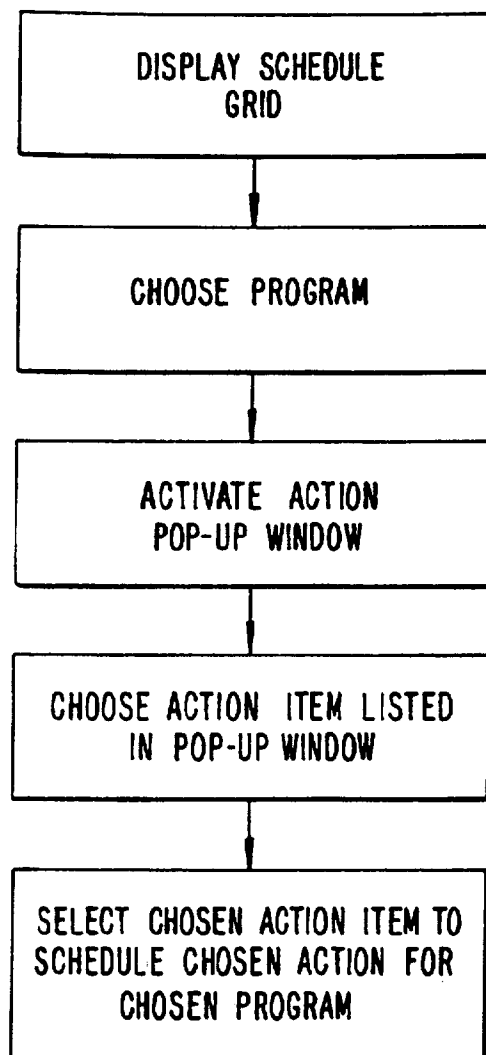 DISPLAY SCHEDULE
GRID
CHOOSE PROGRAM
ACTIVATE ACTION
POP-UP WINDOW
CHOOSE ACTION ITEM LISTED
IN POP-UP WINDOW
SELECT CHOSEN ACTION ITEM TO
SCHEDULE CHOSEN ACTION FOR
CHOSEN PROGRAM